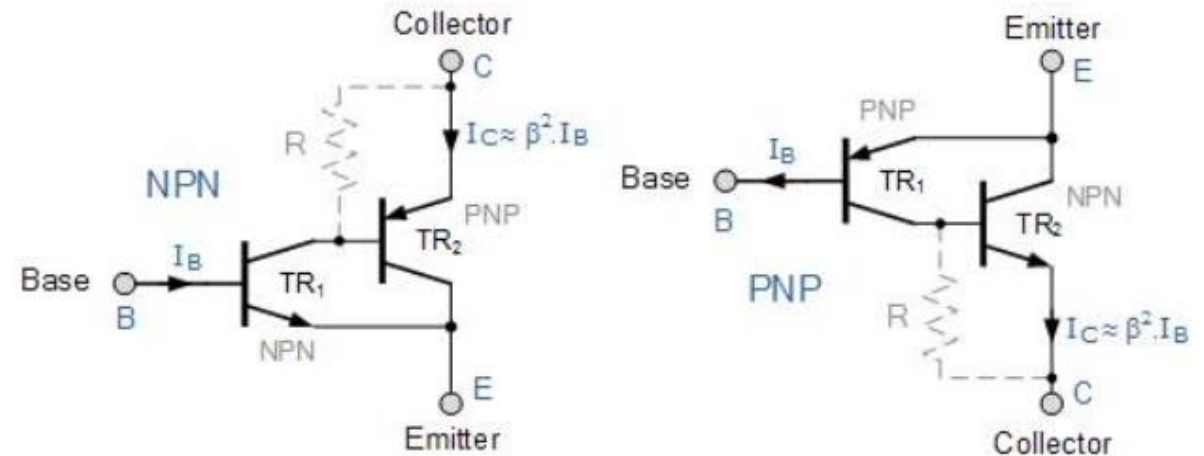 Collector
C
I_C ≈ β².I_B
R
NPN
PNP
TR₁
TR₂
I_B
Base
B
NPN
E
Emitter
Emitter
E
PNP
I_B
TR₁
NPN
Base
B
TR₂
PNP
R
I_C ≈ β².I_B
C
Collector